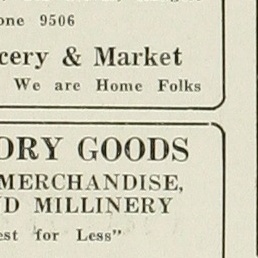 one 9506
cery & Market
We are Home Folks
ORY GOODS
MERCHANDISE,
D MILLINERY
est for Less"